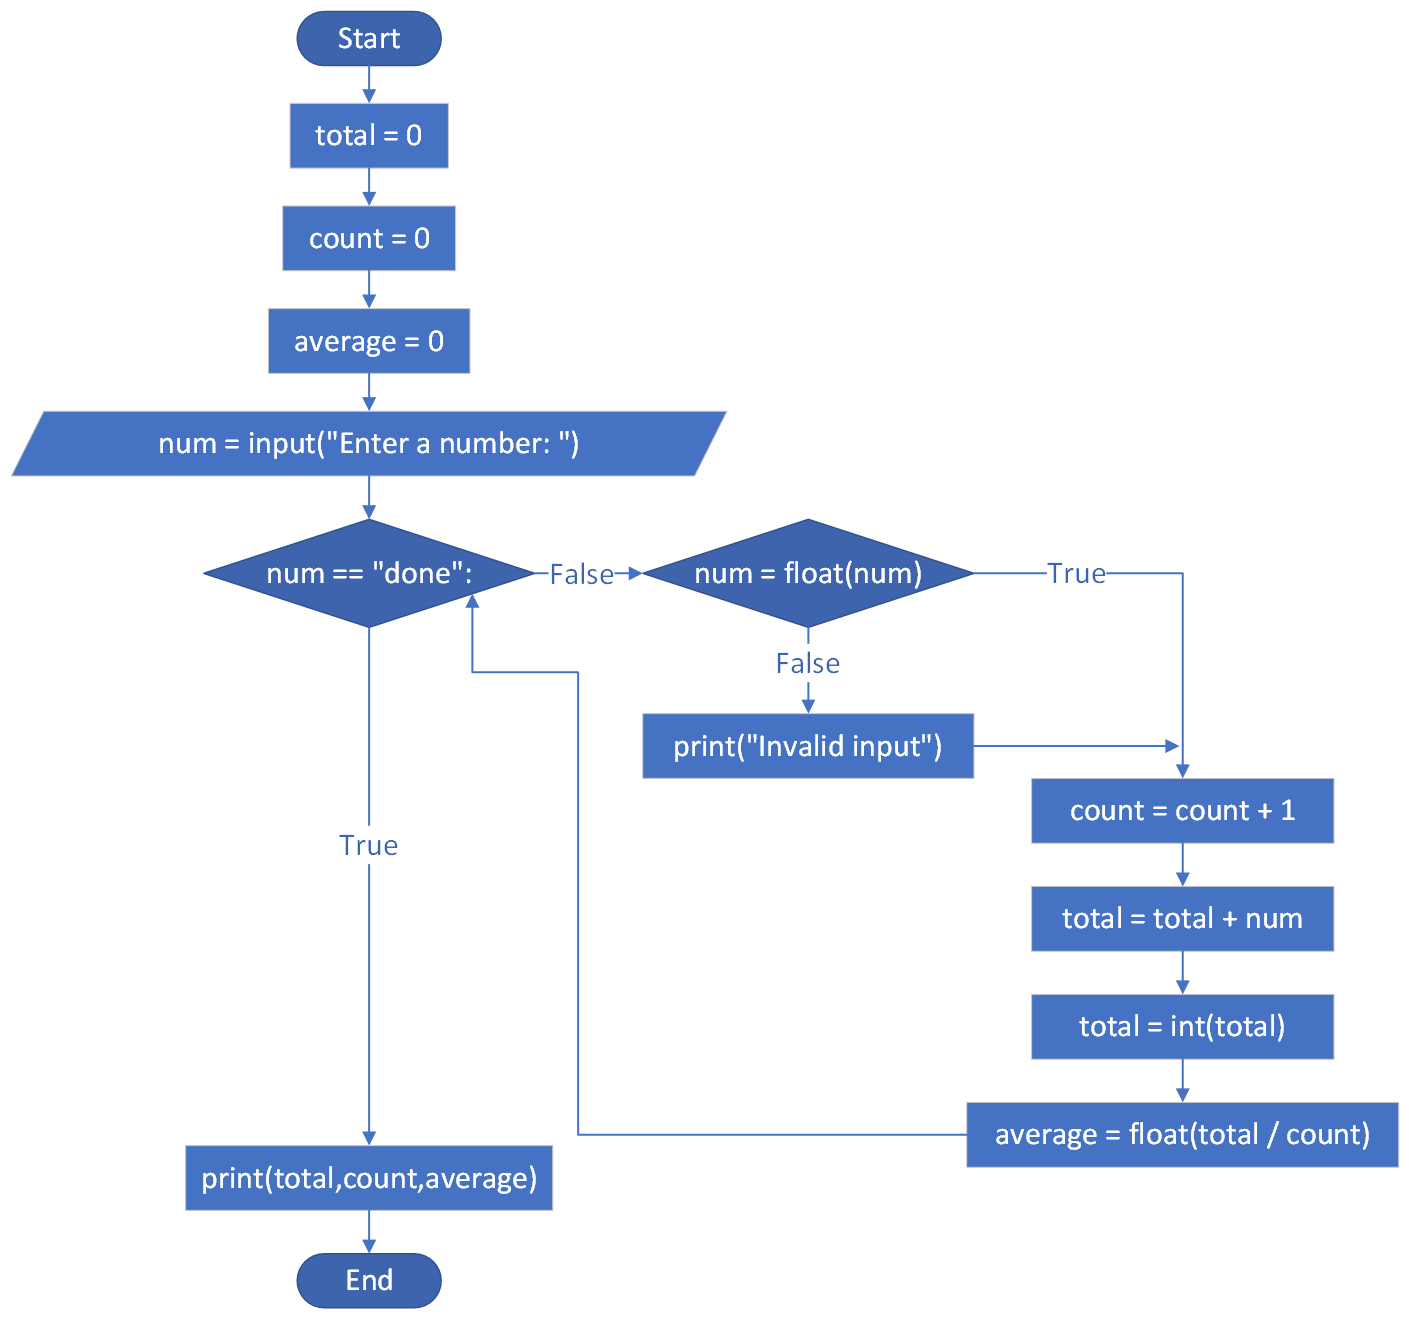 Start
total = 0
count = 0
average = 0
num = input("Enter a number: ")
num == "done":
False
num = float(num)
True
False
print("Invalid input")
count = count + 1
True
total = total + num
total = int(total)
average = float(total / count)
print(total,count,average)
End